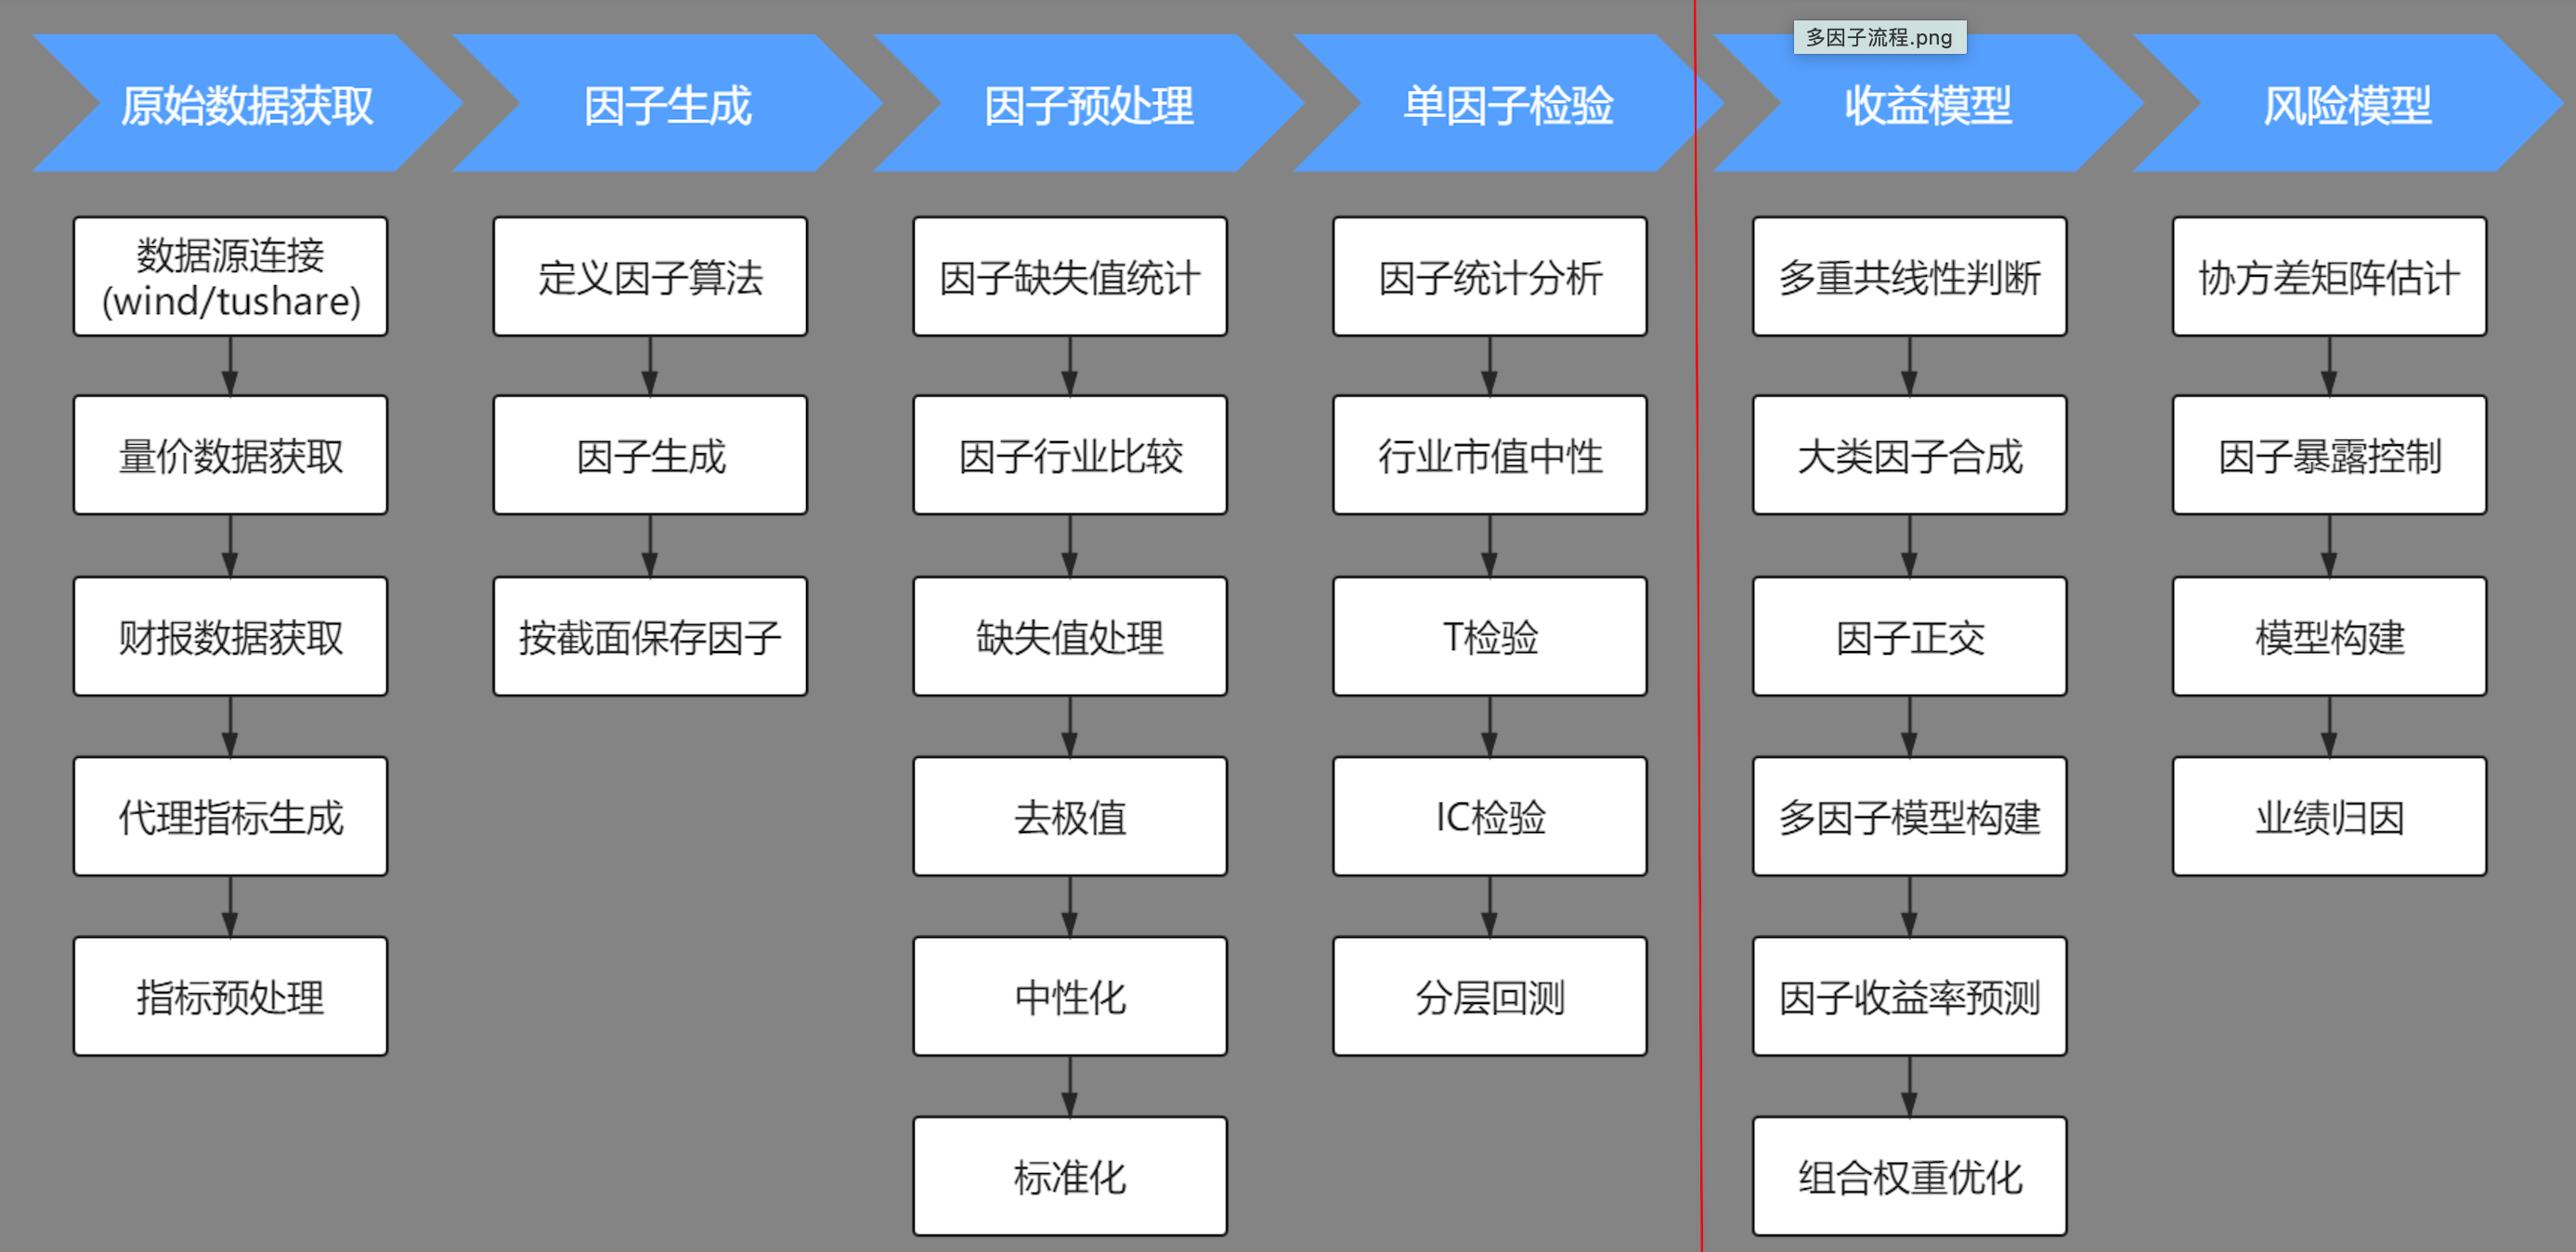 多因子流程.png
原始数据获取
因子生成
因子预处理
单因子检验
收益模型
风险模型
数据源连接
(wind/tushare)
量价数据获取
财报数据获取
代理指标生成
指标预处理
定义因子算法
因子生成
按截面保存因子
因子缺失值统计
因子行业比较
缺失值处理
去极值
中性化
标准化
因子统计分析
行业市值中性
T检验
IC检验
分层回测
多重共线性判断
大类因子合成
因子正交
多因子模型构建
因子收益率预测
组合权重优化
协方差矩阵估计
因子暴露控制
模型构建
业绩归因